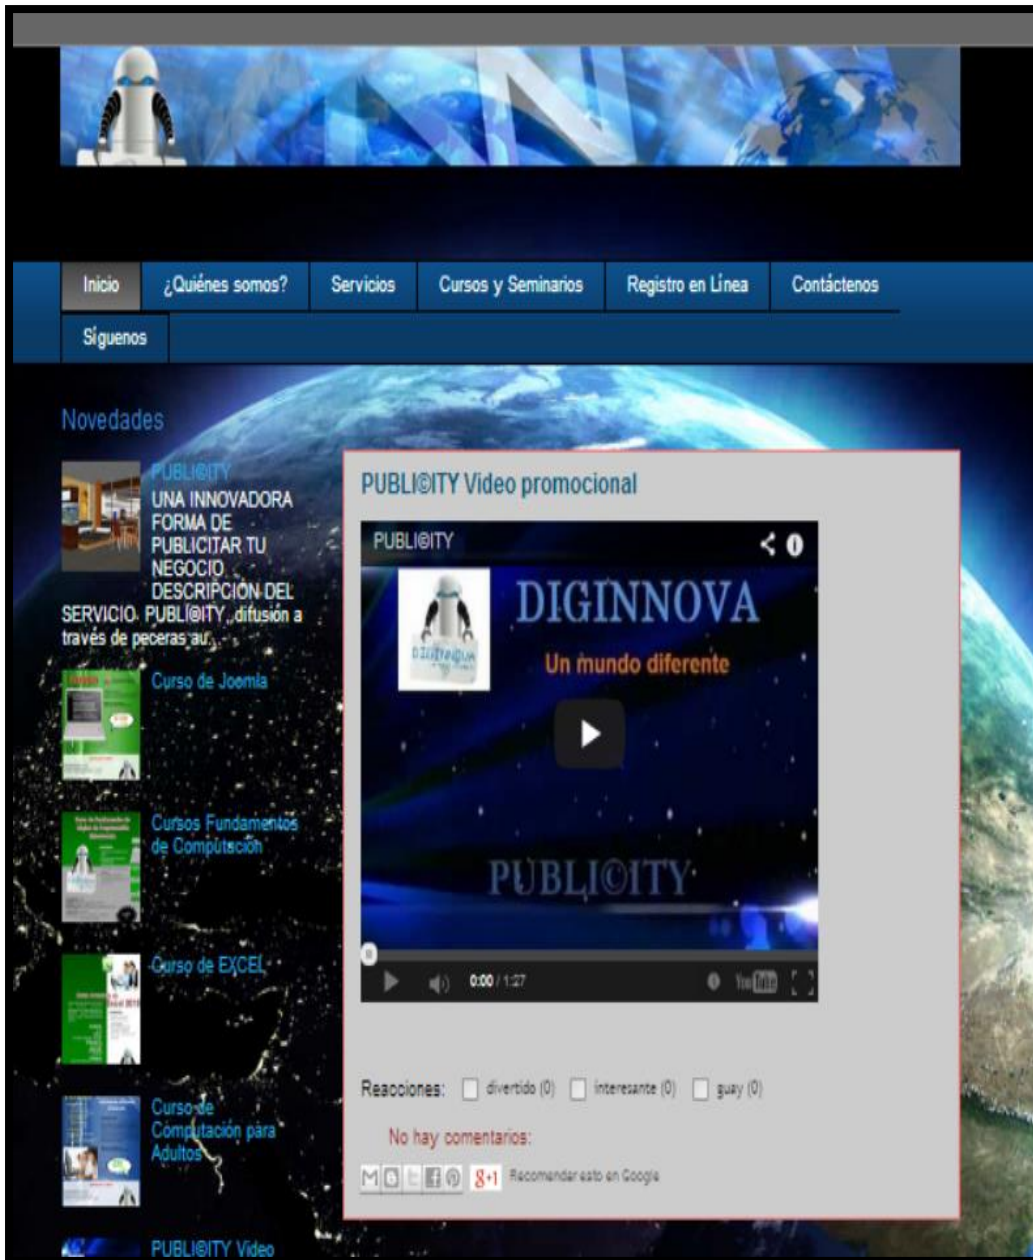 Inicio
¿Quiénes somos?
Servicios
Cursos y Seminarios
Registro en Línea
Contáctenos
Síguenos
Novedades
PUBLI©ITY
UNA INNOVADORA
FORMA DE
PUBLICITAR TU
NEGOCIO
DESCRIPCIÓN DEL
SERVICIO. PUBLI©ITY, difusión a
través de peceras au...
Curso de Joomla
Cursos Fundamentos
de Computación
Curso de EXCEL
Curso de
Computación para
Adultos
PUBLI©ITY Video
PUBLI©ITY Video promocional
PUBLI©ITY
DIGINNOVA
DIGINNOVA
Un mundo diferente
PUBLI©ITY
0:00 / 1:27
YouTube
Reacciones:
divertido (0)
interesante (0)
guay (0)
No hay comentarios:
g+1 Recomendar esto en Google